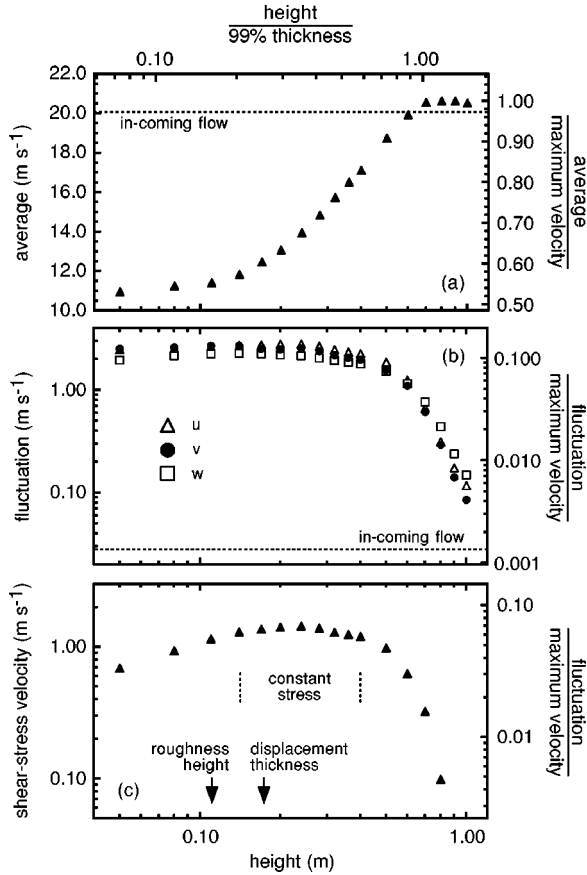 height
99% thickness
0.10 1.00
22.0
20.0
18.0
16.0
14.0
12.0
10.0
average (m s⁻¹)
in-coming flow
(a)
1.00
0.90
0.80
0.70
0.60
0.50
average
maximum velocity
1.00
0.10
fluctuation (m s⁻¹)
(b)
u
v
w
in-coming flow
0.100
0.010
0.001
fluctuation
maximum velocity
1.00
0.10
shear-stress velocity (m s⁻¹)
constant
stress
roughness
height
displacement
thickness
(c)
0.10
0.01
fluctuation
maximum velocity
0.10 1.00
height (m)